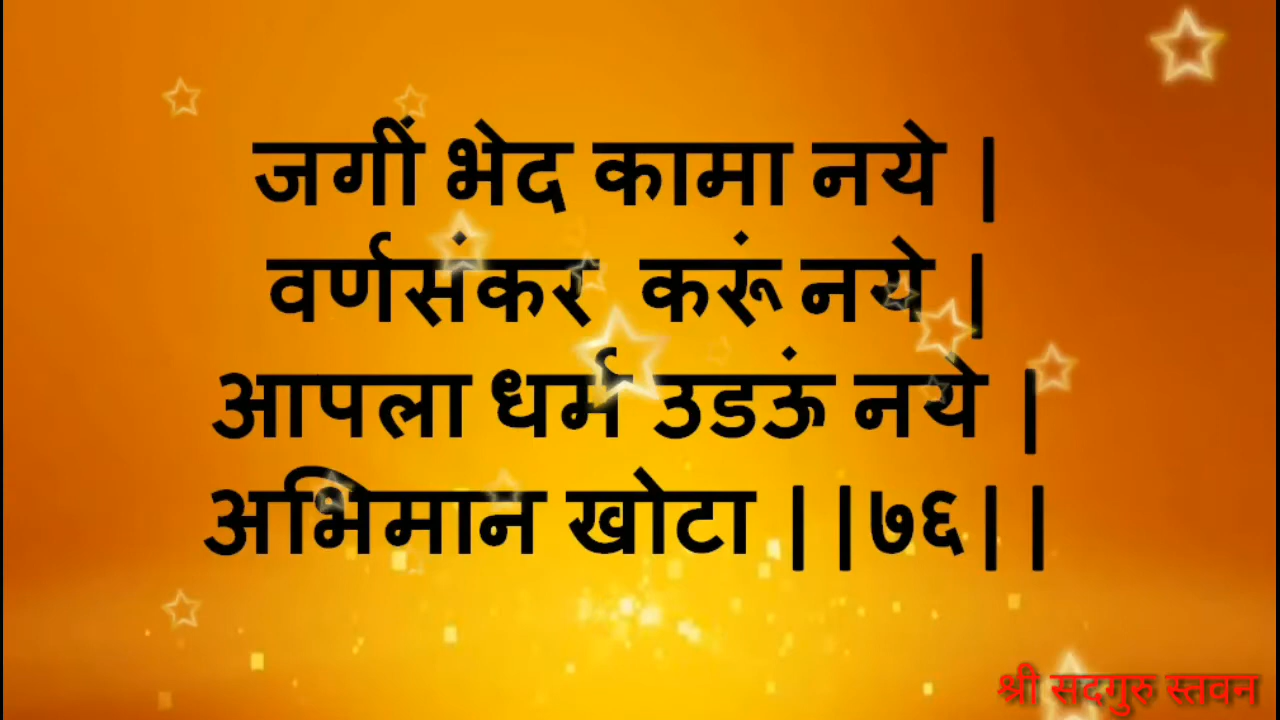 जगीं भेद कामा नये |
वर्णसंकर करूं नये |
आपला धर्म उडऊं नये |
अभिमान खोटा ||७६||
श्री सदगुरु स्तवन